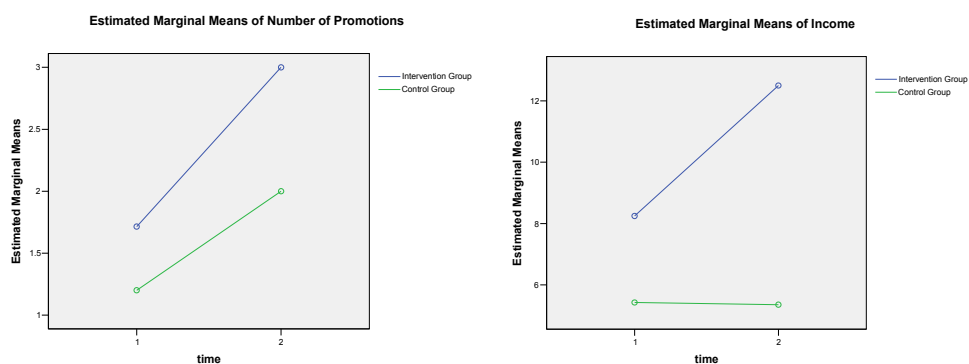 Estimated Marginal Means of Number of Promotions
Estimated Marginal Means
3
2.5
2
1.5
1
1
2
time
Intervention Group
Control Group
Estimated Marginal Means of Income
Estimated Marginal Means
12
10
8
6
1
2
time
Intervention Group
Control Group